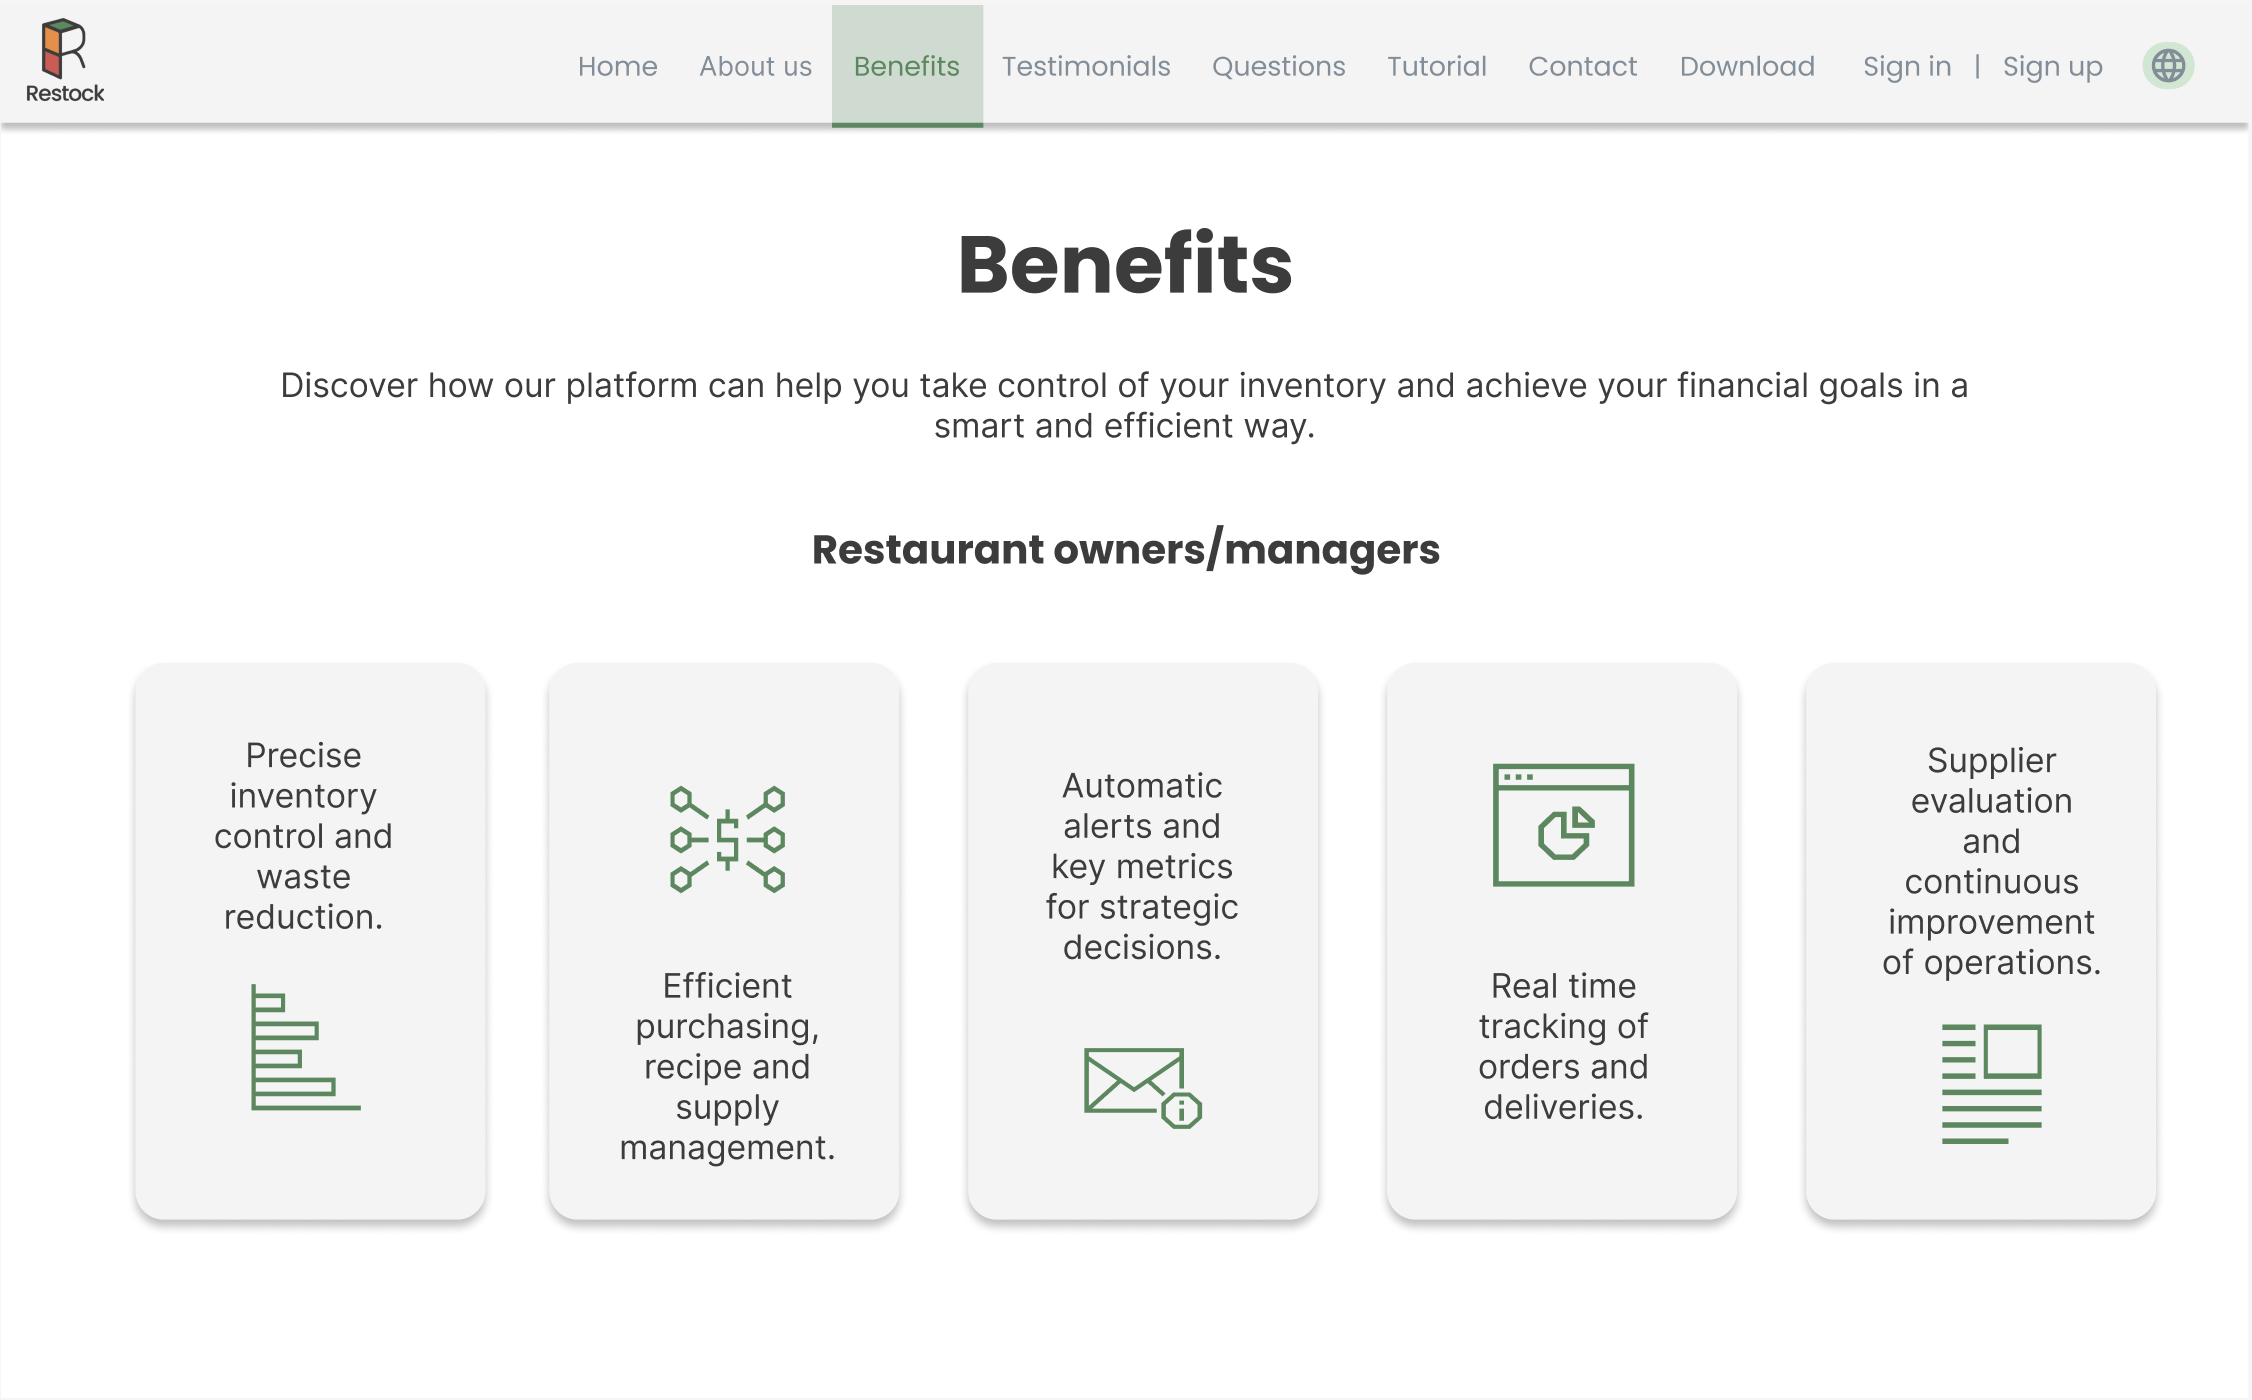 Restock
Home About us Benefits Testimonials Questions Tutorial Contact Download Sign in | Sign up
Benefits
Discover how our platform can help you take control of your inventory and achieve your financial goals in a
smart and efficient way.
Restaurant owners/managers
Precise
inventory
control and
waste
reduction.
Efficient
purchasing,
recipe and
supply
management.
Automatic
alerts and
key metrics
for strategic
decisions.
Real time
tracking of
orders and
deliveries.
Supplier
evaluation
and
continuous
improvement
of operations.